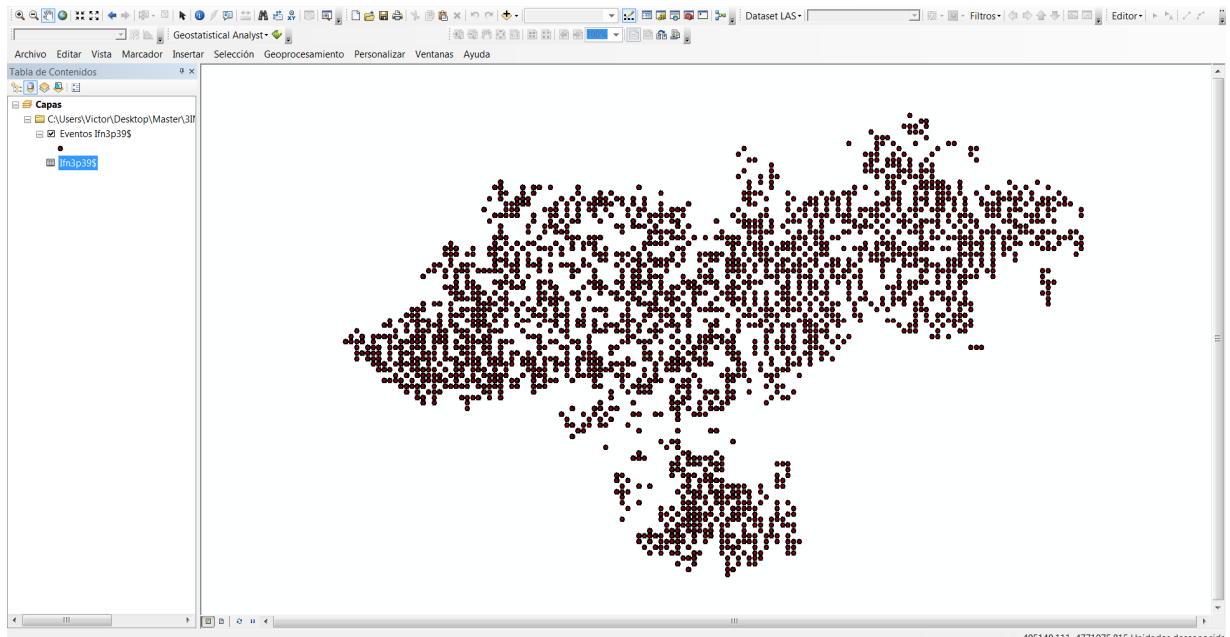 Dataset LAS
Filtros
Editor
Geostatistical Analyst
100%
Archivo Editar Vista Marcador Insertar Selección Geoprocesamiento Personalizar Ventanas Ayuda
Tabla de Contenidos
Capas
C:\Users\Victor\Desktop\Master\3I
Eventos Ifn3p39$
Ifn3p39$